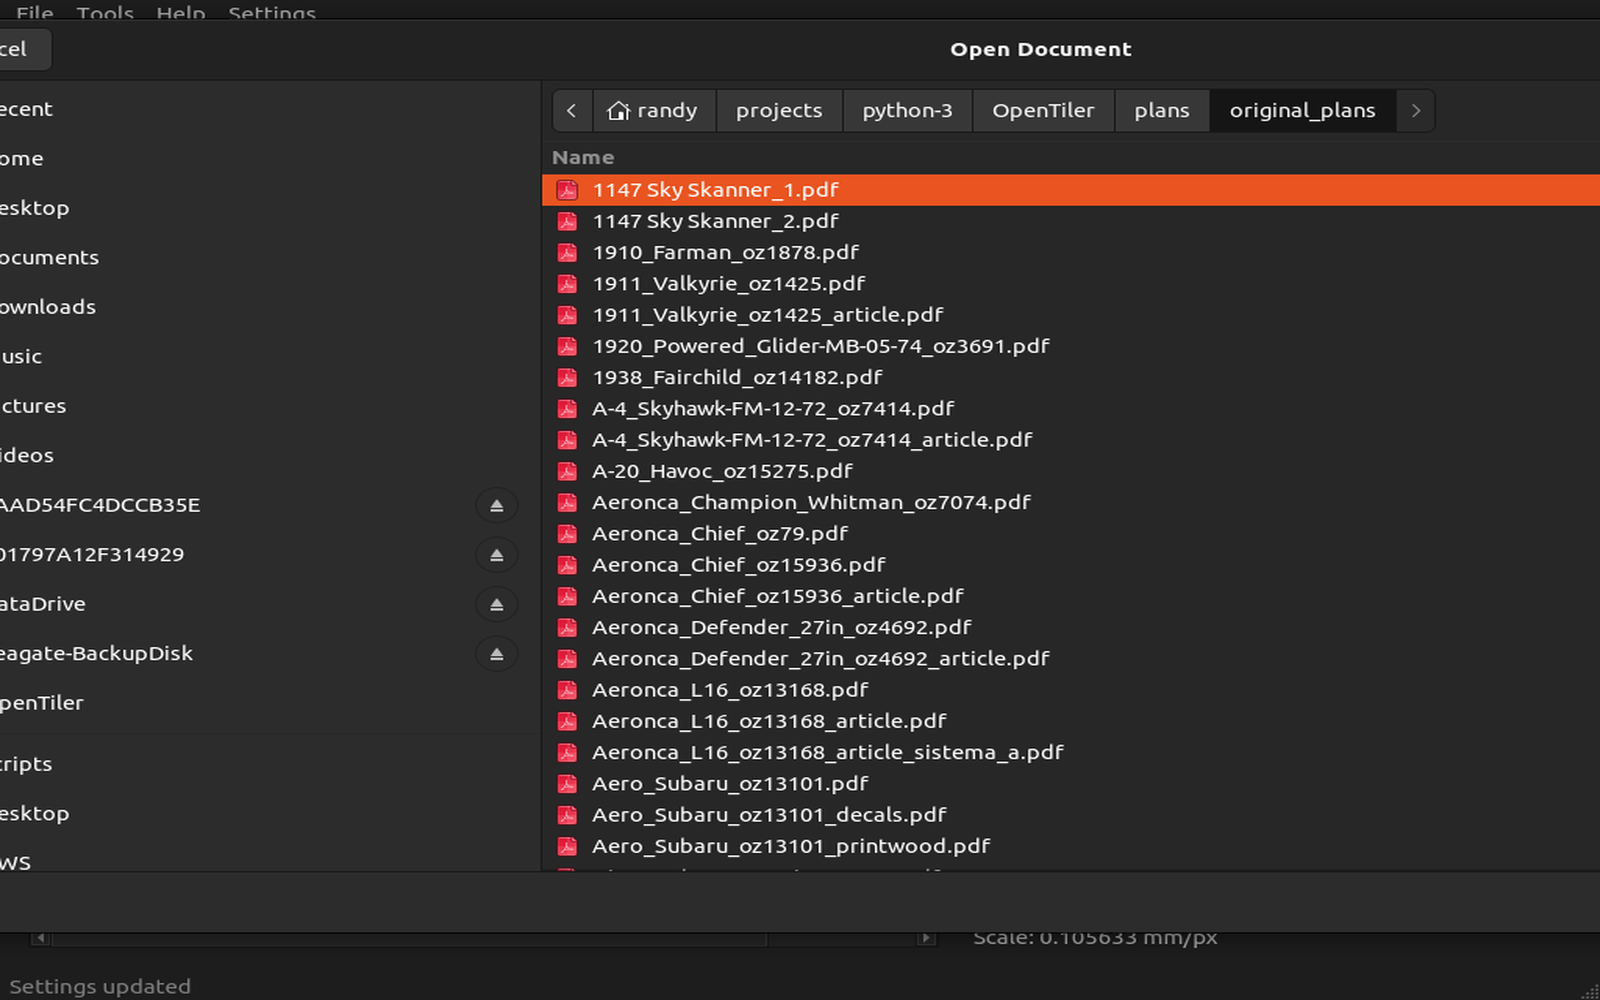 File Tools Help Settings
cel
Open Document
ecent
ome
esktop
ocuments
ownloads
usic
ctures
ideos
AAD54FC4DCCB35E
01797A12F314929
ataDrive
eagate-BackupDisk
penTiler
ripts
esktop
WS
randy projects python-3 OpenTiler plans original_plans
Name
1147 Sky Skanner_1.pdf
1147 Sky Skanner_2.pdf
1910_Farman_oz1878.pdf
1911_Valkyrie_oz1425.pdf
1911_Valkyrie_oz1425_article.pdf
1920_Powered_Glider-MB-05-74_oz3691.pdf
1938_Fairchild_oz14182.pdf
A-4_Skyhawk-FM-12-72_oz7414.pdf
A-4_Skyhawk-FM-12-72_oz7414_article.pdf
A-20_Havoc_oz15275.pdf
Aeronca_Champion_Whitman_oz7074.pdf
Aeronca_Chief_oz79.pdf
Aeronca_Chief_oz15936.pdf
Aeronca_Chief_oz15936_article.pdf
Aeronca_Defender_27in_oz4692.pdf
Aeronca_Defender_27in_oz4692_article.pdf
Aeronca_L16_oz13168.pdf
Aeronca_L16_oz13168_article.pdf
Aeronca_L16_oz13168_article_sistema_a.pdf
Aero_Subaru_oz13101.pdf
Aero_Subaru_oz13101_decals.pdf
Aero_Subaru_oz13101_printwood.pdf
Scale: 0.105633 mm/px
Settings updated